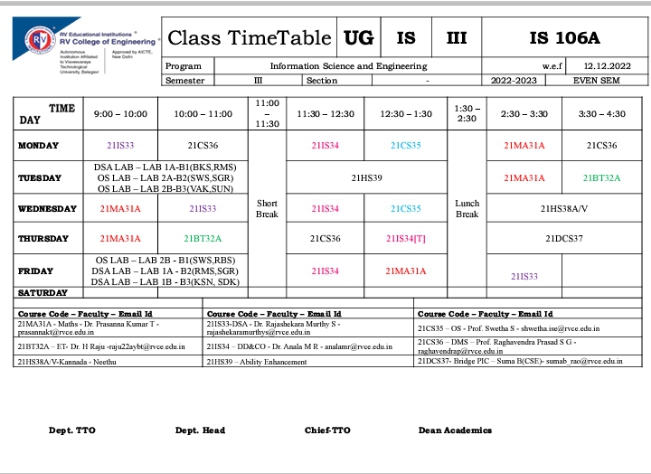 RV Educational Institutions ®
RV College of Engineering ®
Autonomous
Institution Affiliated
to Visvesvaraya
Technological
University, Belagavi
Approved by AICTE,
New Delhi
Class TimeTable UG IS III IS 106A
Program Information Science and Engineering w.e.f 12.12.2022
Semester III Section - 2022-2023 EVEN SEM
TIME
DAY
9:00 – 10:00 10:00 – 11:00 11:00 – 11:30 11:30 – 12:30 12:30 – 1:30 1:30 – 2:30 2:30 – 3:30 3:30 – 4:30
MONDAY 21IS33 21CS36 21IS34 21CS35 21MA31A 21CS36
TUESDAY
DSA LAB – LAB 1A-B1(BKS,RMS)
OS LAB – LAB 2A-B2(SWS,SGR)
OS LAB – LAB 2B-B3(VAK,SUN)
21HS39 21MA31A 21BT32A
Short Break
Lunch Break
WEDNESDAY 21MA31A 21IS33 21IS34 21CS35 21HS38A/V
THURSDAY 21MA31A 21BT32A 21CS36 21IS34[T] 21DCS37
FRIDAY
OS LAB – LAB 2B - B1(SWS,RBS)
DSA LAB – LAB 1A - B2(RMS,SGR)
DSA LAB – LAB 1B - B3(KSN, SDK)
21IS34 21MA31A 21IS33
SATURDAY
Course Code – Faculty – Email Id Course Code - Faculty – Email Id Course Code – Faculty – Email Id
21MA31A - Maths - Dr. Prasanna Kumar T -
prasannakt@rvce.edu.in
21IS33-DSA - Dr. Rajashekara Murthy S -
rajashekaramurthys@rvce.edu.in
21CS35 – OS - Prof. Swetha S - shwetha.ise@rvce.edu.in
21BT32A – ET- Dr. H Raju -raju22aybt@rvce.edu.in
21IS34 – DD&CO - Dr. Anala M R - analamr@rvce.edu.in
21CS36 – DMS – Prof. Raghavendra Prasad S G -
raghavendrap@rvce.edu.in
21HS38A/V-Kannada - Neethu
21HS39 – Ability Enhancement
21DCS37- Bridge PIC – Suma B(CSE)- sumab_rao@rvce.edu.in
Dept. TTO Dept. Head Chief-TTO Dean Academics